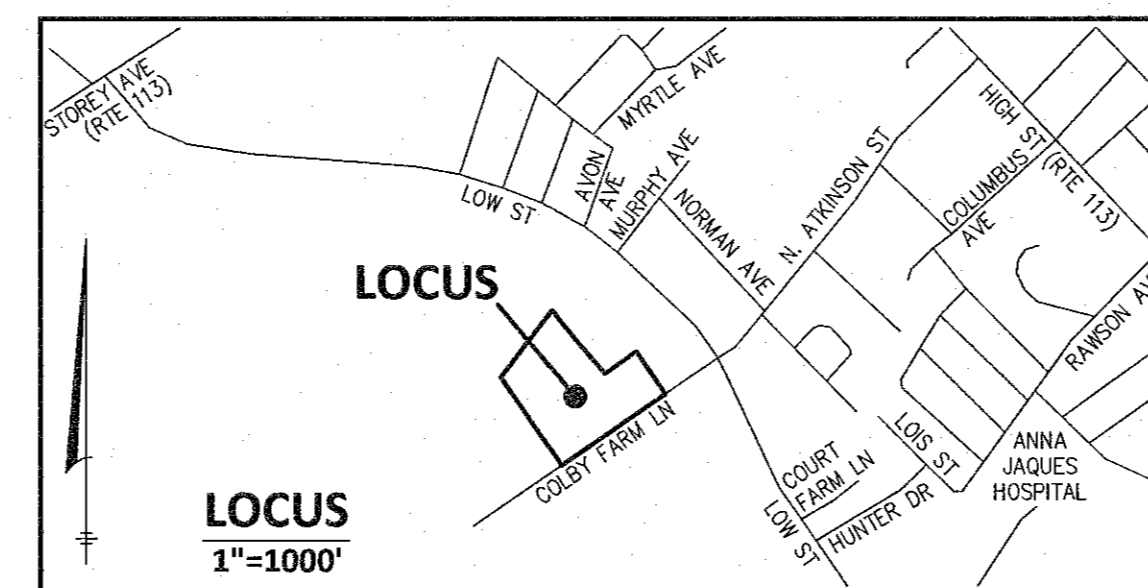 STOREY AVE
(RTE 113)
MYRTLE AVE
HIGH ST (RTE 113)
LOW ST
AVON
AVE
MURPHY AVE
NORMAN AVE
N. ATKINSON ST
COLUMBUS
AVE
RAWSON AV
LOCUS
COLBY FARM LN
LOIS ST
ANNA
JAQUES
HOSPITAL
COURT
FARM LN
HUNTER DR
LOW ST
LOCUS
1"=1000'